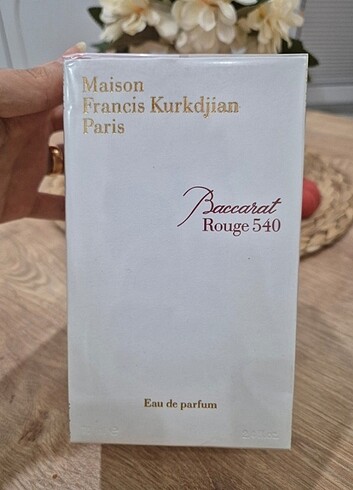 Maison
Francis Kurkdjian
Paris
Baccarat
Rouge 540
Eau de parfum